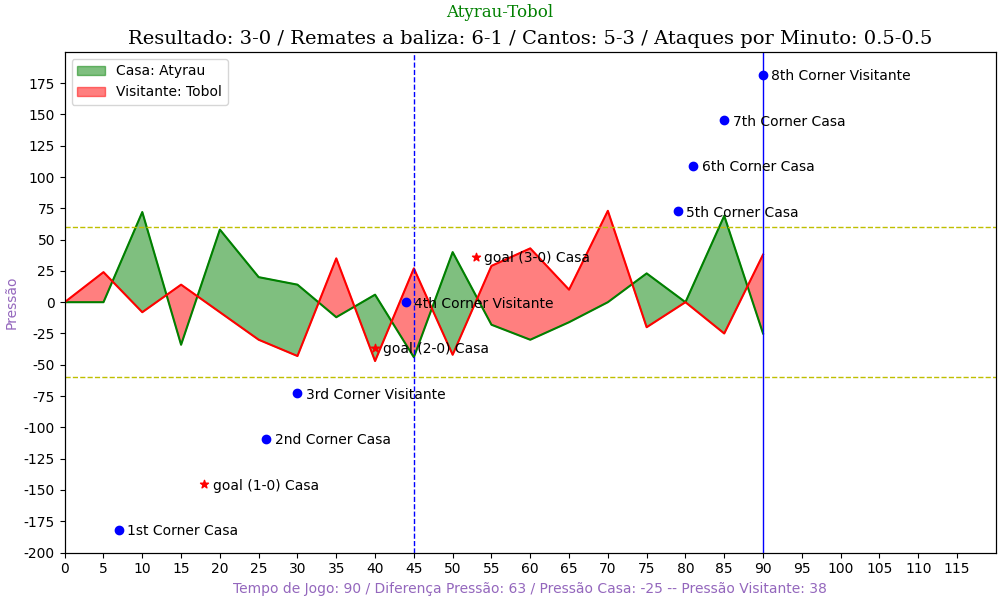 Atyrau-Tobol
Resultado: 3-0 / Remates a baliza: 6-1 / Cantos: 5-3 / Ataques por Minuto: 0.5-0.5
Casa: Atyrau
Visitante: Tobol
8th Corner Visitante
7th Corner Casa
6th Corner Casa
5th Corner Casa
goal (3-0) Casa
4th Corner Visitante
goal (2-0) Casa
3rd Corner Visitante
2nd Corner Casa
goal (1-0) Casa
1st Corner Casa
Pressão
175
150
125
100
75
50
25
0
-25
-50
-75
-100
-125
-150
-175
-200
0 5 10 15 20 25 30 35 40 45 50 55 60 65 70 75 80 85 90 95 100 105 110 115
Tempo de Jogo: 90 / Diferença Pressão: 63 / Pressão Casa: -25 -- Pressão Visitante: 38